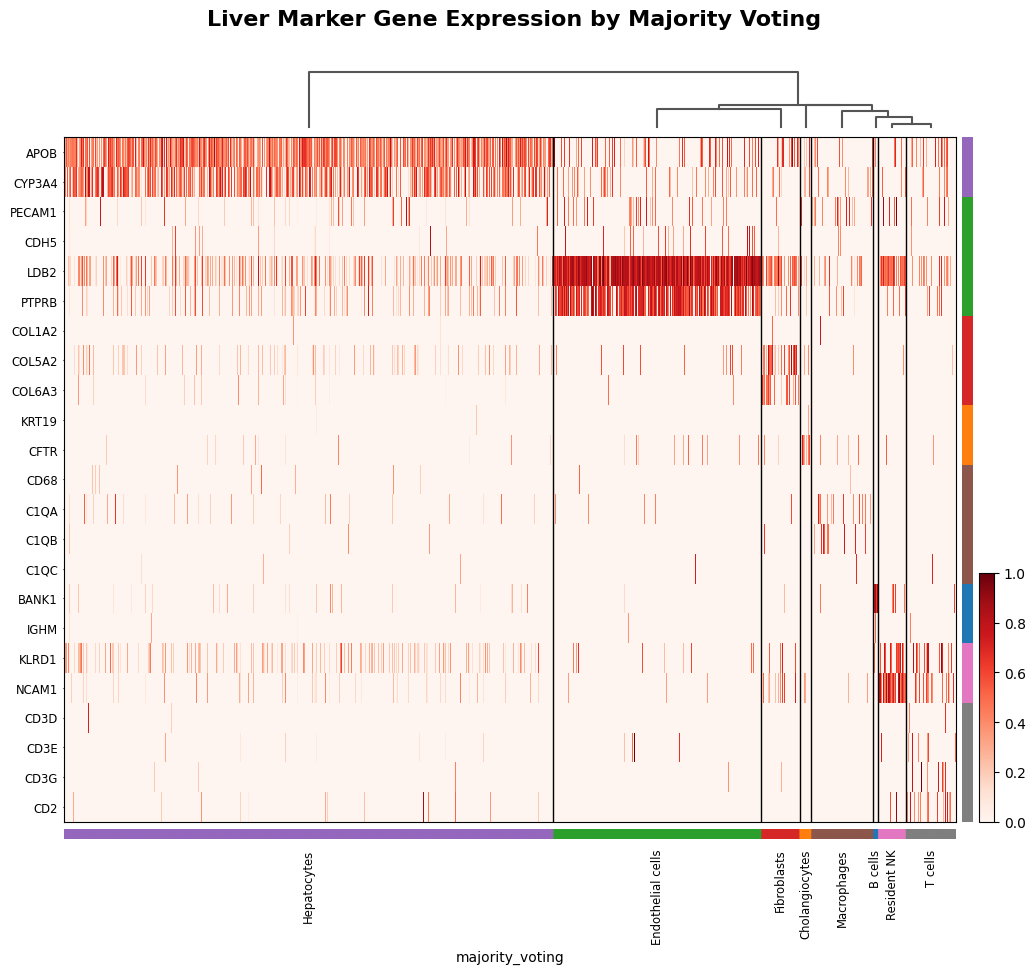 Liver Marker Gene Expression by Majority Voting
APOB
CYP3A4
PECAM1
CDH5
LDB2
PTPRB
COL1A2
COL5A2
COL6A3
KRT19
CFTR
CD68
C1QA
C1QB
C1QC
BANK1
IGHM
KLRD1
NCAM1
CD3D
CD3E
CD3G
CD2
1.0
0.8
0.6
0.4
0.2
0.0
Hepatocytes
Endothelial cells
Fibroblasts
Cholangiocytes
Macrophages
B cells
Resident NK
T cells
majority_voting